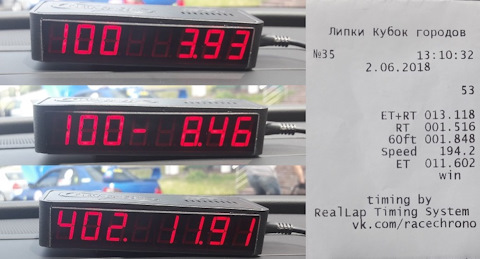 100 3.93
100- 8.46
402. 11.91
Липки Кубок городов
№35 13:10:32
2.06.2018
53
ET+RT 013.118
RT 001.516
60ft 001.848
Speed 194.2
ET 011.602
win
timing by
RealLap Timing System
vk.com/racechrono